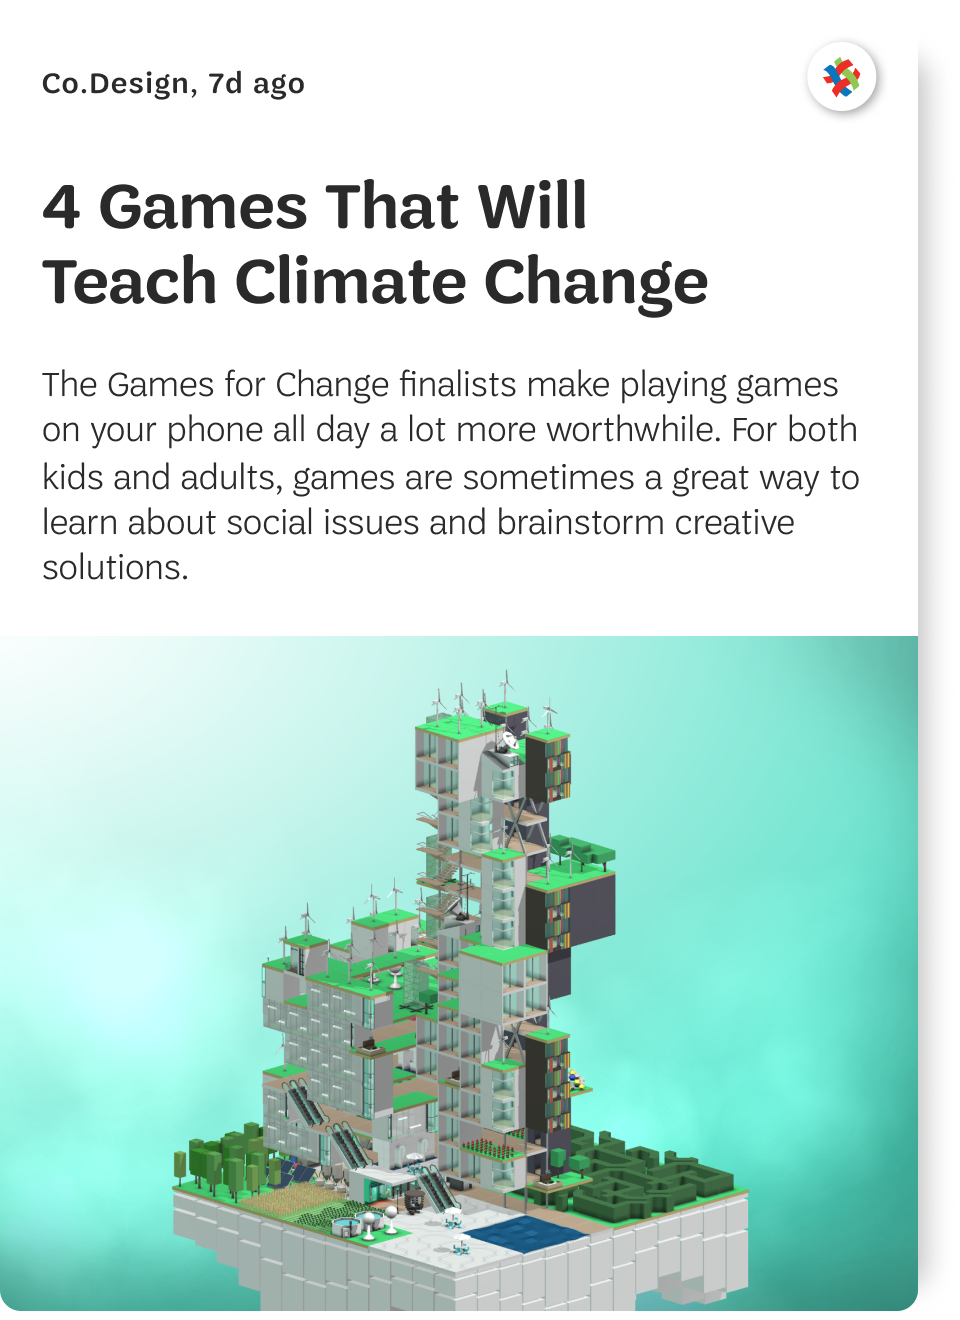 Co.Design, 7d ago
4 Games That Will
Teach Climate Change
The Games for Change finalists make playing games
on your phone all day a lot more worthwhile. For both
kids and adults, games are sometimes a great way to
learn about social issues and brainstorm creative
solutions.